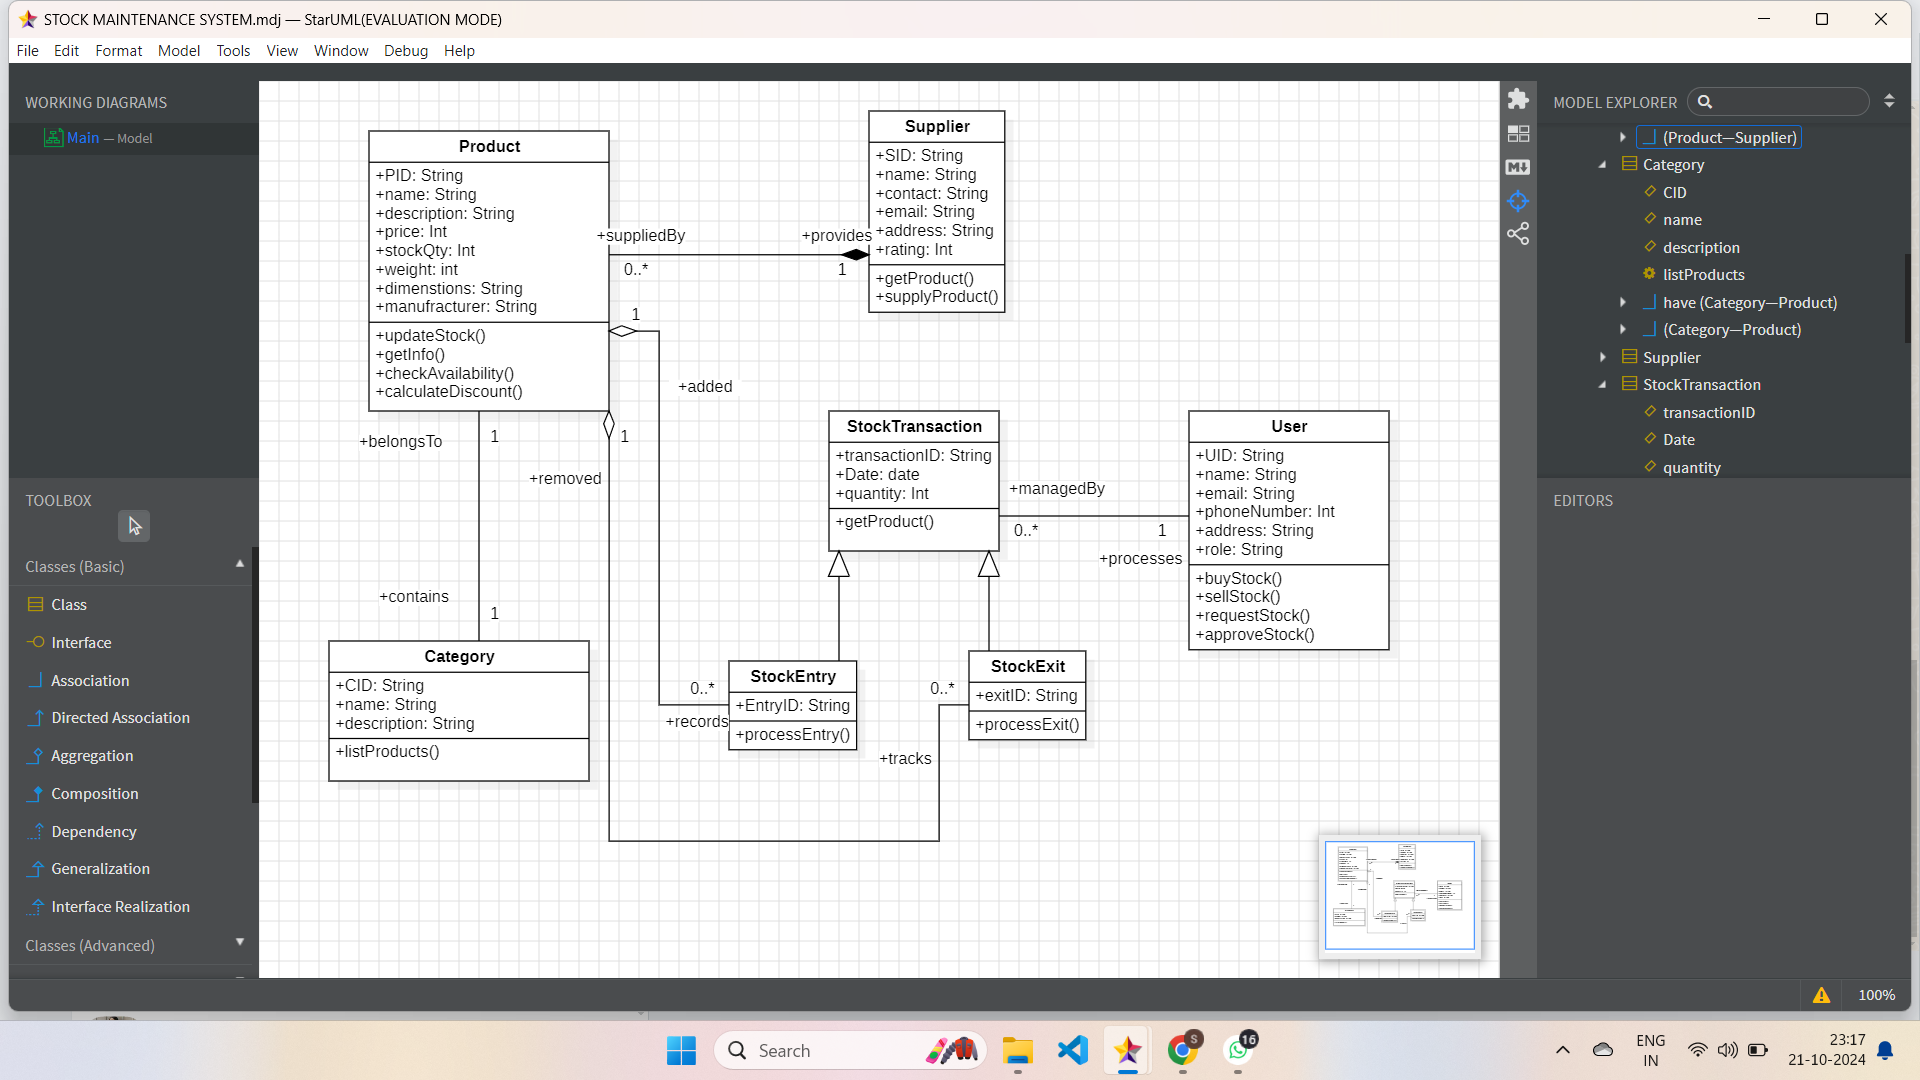 STOCK MAINTENANCE SYSTEM.mdj — StarUML(EVALUATION MODE)
File Edit Format Model Tools View Window Debug Help
WORKING DIAGRAMS
Main — Model
TOOLBOX
Classes (Basic)
Class
Interface
Association
Directed Association
Aggregation
Composition
Dependency
Generalization
Interface Realization
Classes (Advanced)
Product
+PID: String
+name: String
+description: String
+price: Int
+stockQty: Int
+weight: int
+dimenstions: String
+manufracturer: String
+updateStock()
+getInfo()
+checkAvailability()
+calculateDiscount()
Supplier
+SID: String
+name: String
+contact: String
+email: String
+address: String
+rating: Int
+getProduct()
+supplyProduct()
+suppliedBy
+provides
0..*
1
1
+added
+belongsTo
1
1
+removed
+contains
1
StockTransaction
+transactionID: String
+Date: date
+quantity: Int
+getProduct()
+managedBy
0..*
1
+processes
User
+UID: String
+name: String
+email: String
+phoneNumber: Int
+address: String
+role: String
+buyStock()
+sellStock()
+requestStock()
+approveStock()
Category
+CID: String
+name: String
+description: String
+listProducts()
0..*
+records
StockEntry
+EntryID: String
+processEntry()
0..*
+tracks
StockExit
+exitID: String
+processExit()
MODEL EXPLORER
(Product—Supplier)
Category
CID
name
description
listProducts
have (Category—Product)
(Category—Product)
Supplier
StockTransaction
transactionID
Date
quantity
EDITORS
100%
Search
S
16
ENG
IN
23:17
21-10-2024